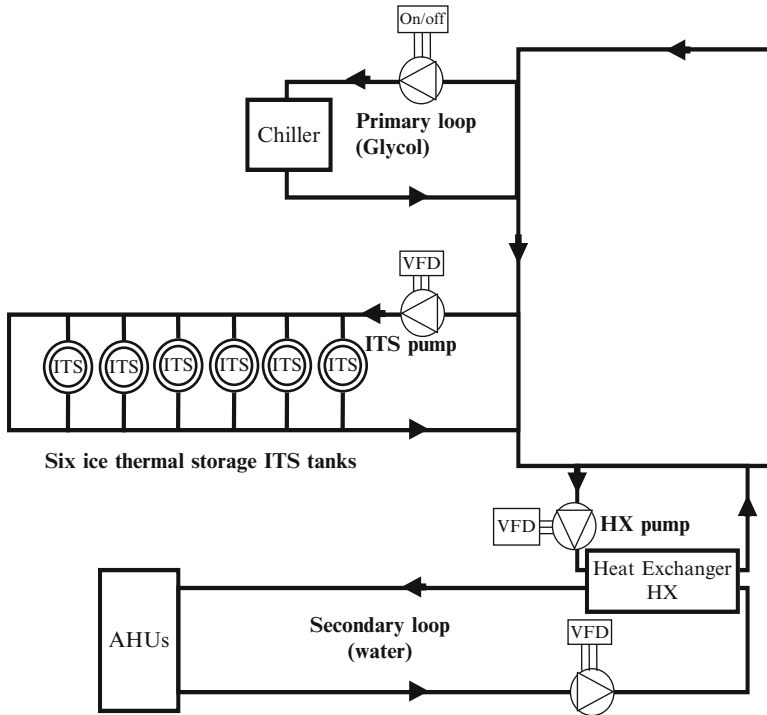 On/off
Chiller
Primary loop
(Glycol)
VFD
ITS pump
ITS ITS ITS ITS ITS ITS
Six ice thermal storage ITS tanks
VFD
HX pump
Heat Exchanger
HX
AHUs
Secondary loop
(water)
VFD